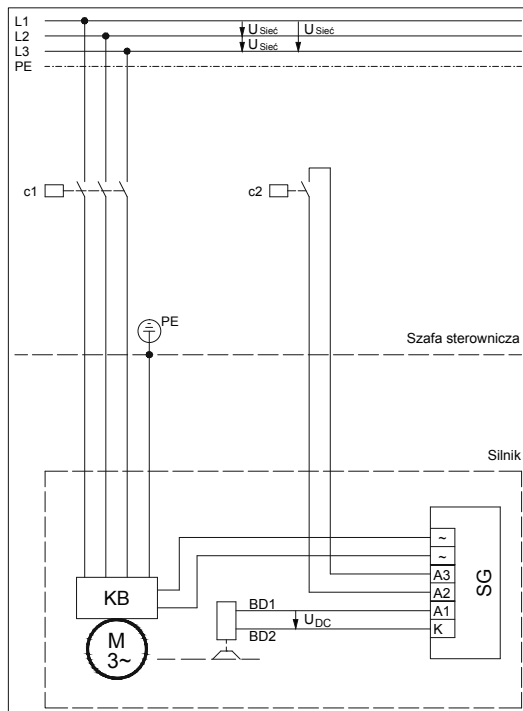 L1
L2
L3
PE
U Sieć
U Sieć
U Sieć
c1
c2
PE
Szafa sterownicza
Silnik
~
~
A3
A2
A1
K
SG
KB
BD1
U DC
BD2
M
3~